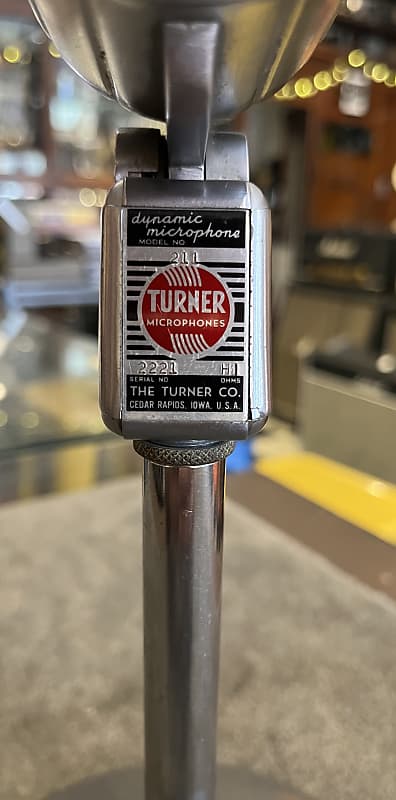 dynamic
microphone
MODEL NO
211
TURNER
MICROPHONES
2221 HI
SERIAL NO OHMS
THE TURNER CO.
CEDAR RAPIDS, IOWA, U.S.A.